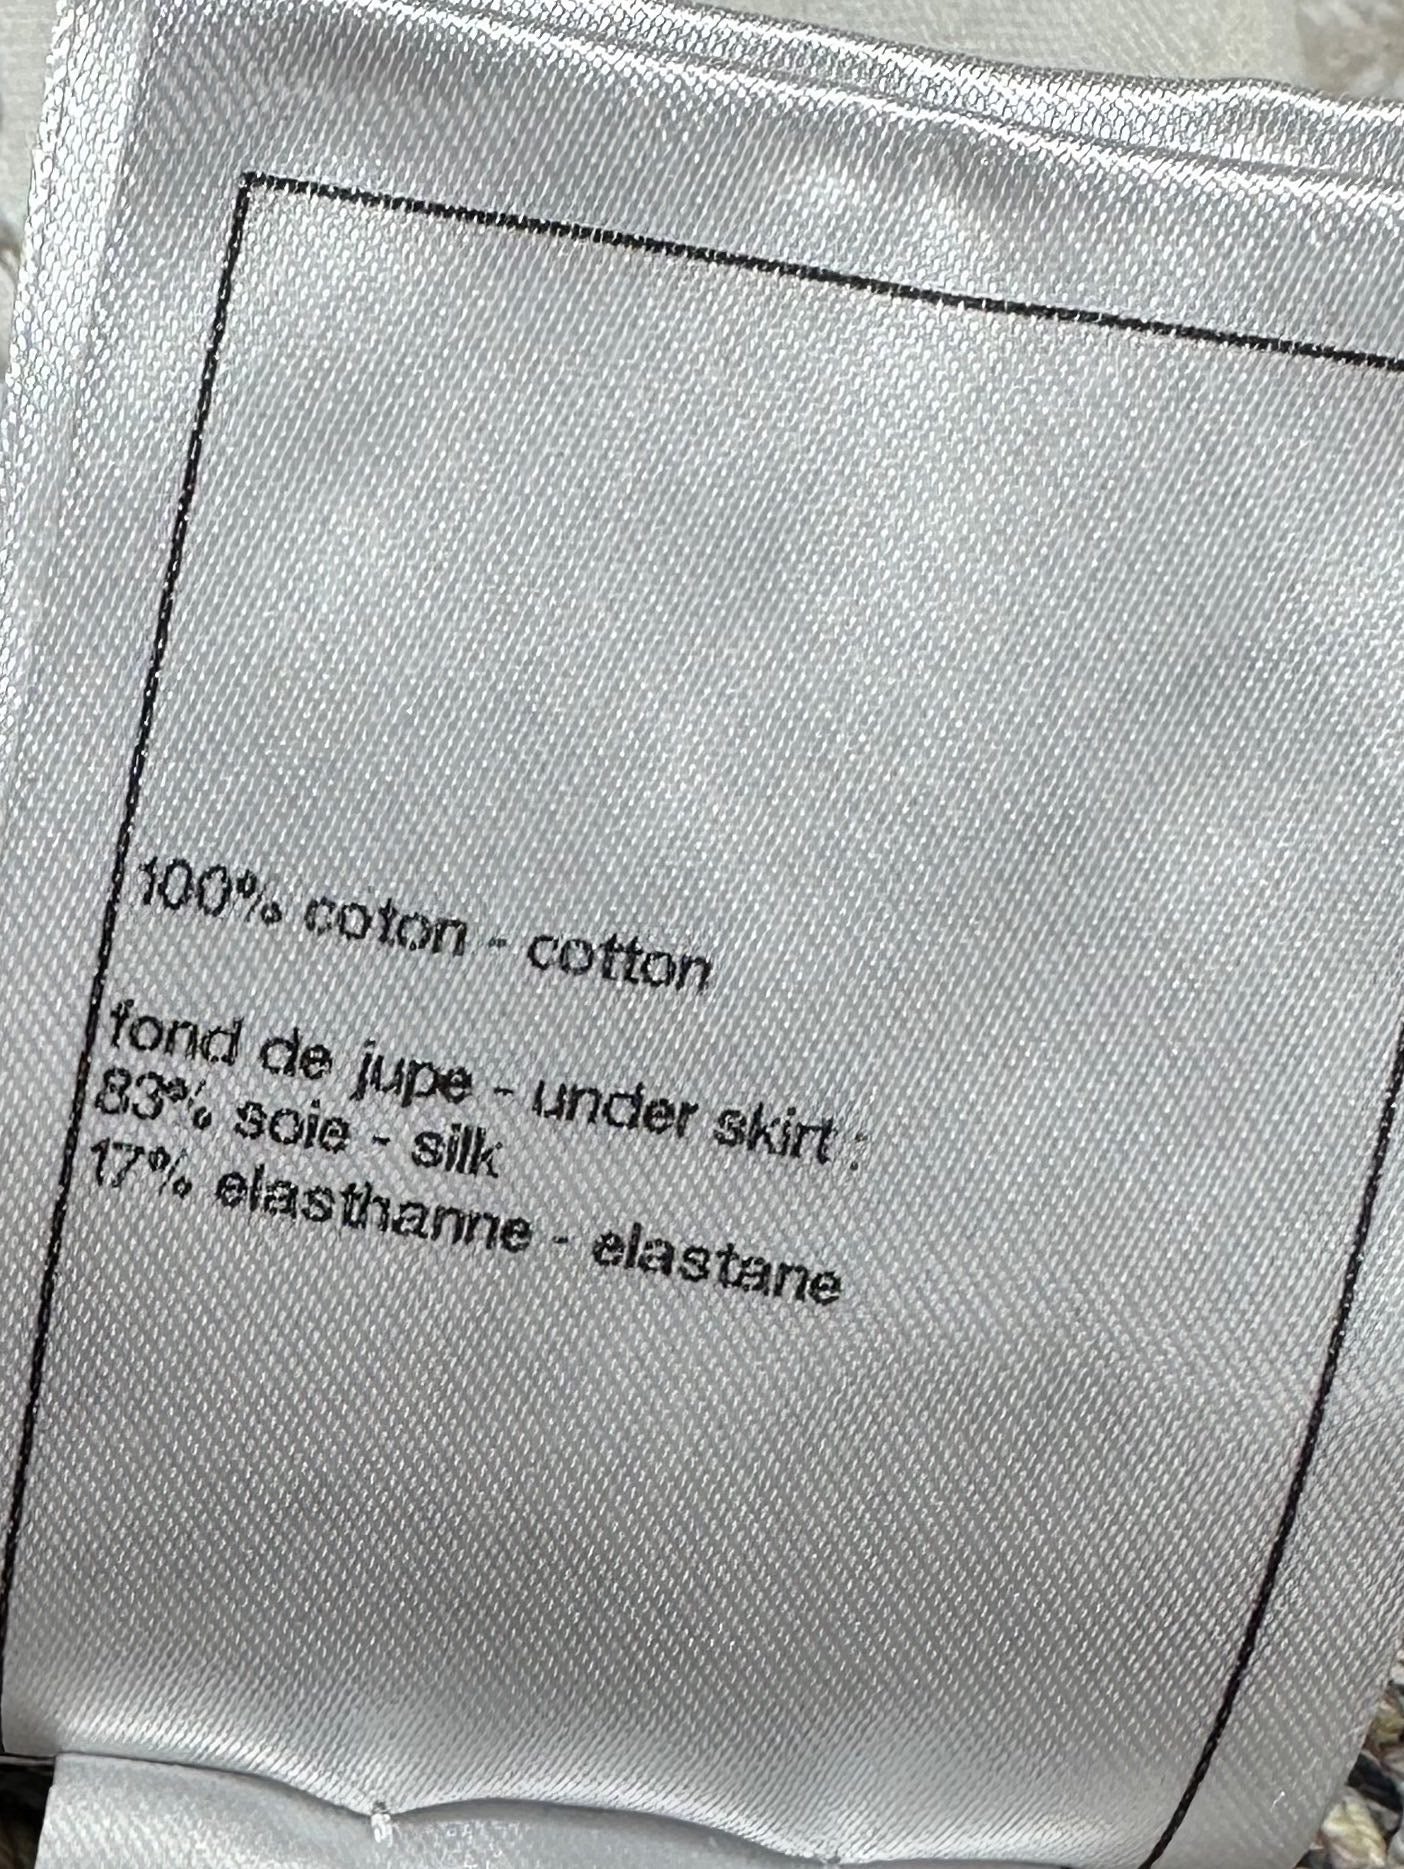 100% coton - cotton
fond de jupe - under skirt :
83% soie - silk
17% elasthanne - elastane